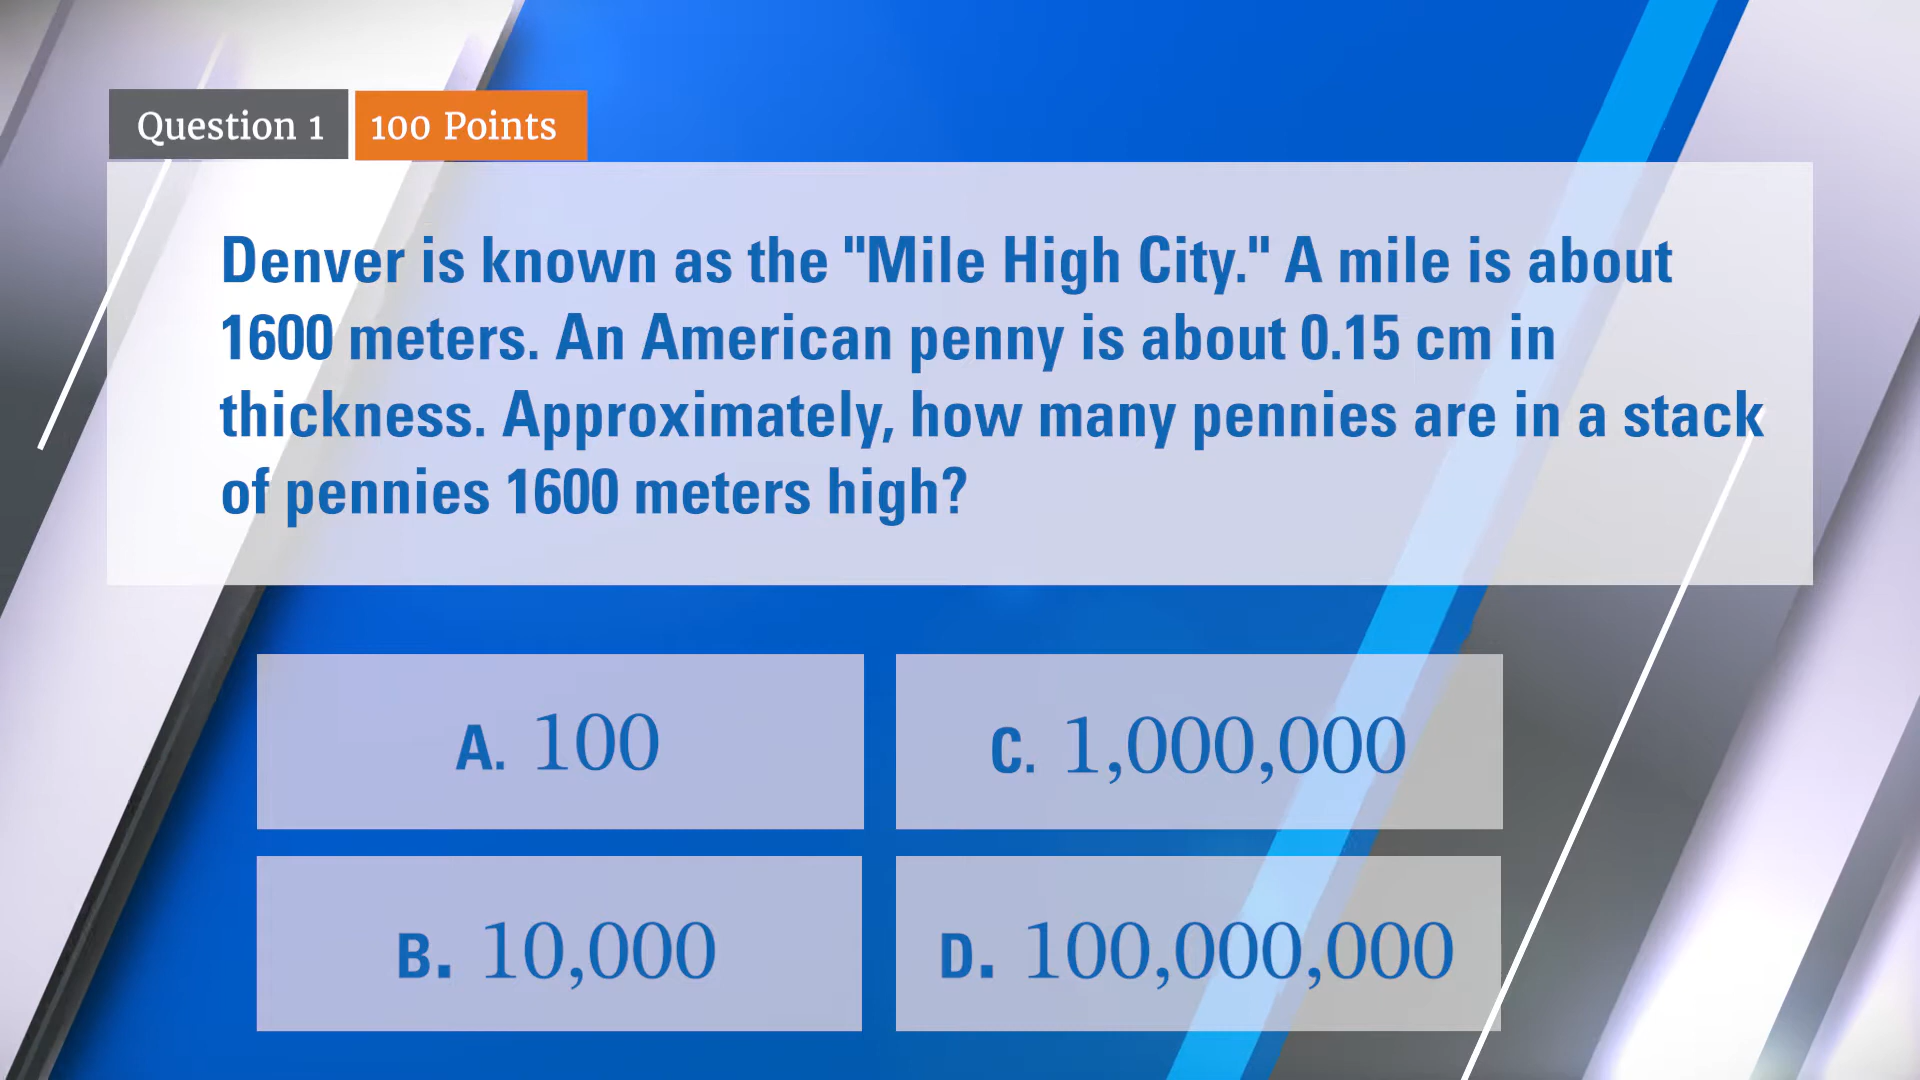 Question 1
100 Points
Denver is known as the "Mile High City." A mile is about
1600 meters. An American penny is about 0.15 cm in
thickness. Approximately, how many pennies are in a stack
of pennies 1600 meters high?
A. 100
C. 1,000,000
B. 10,000
D. 100,000,000